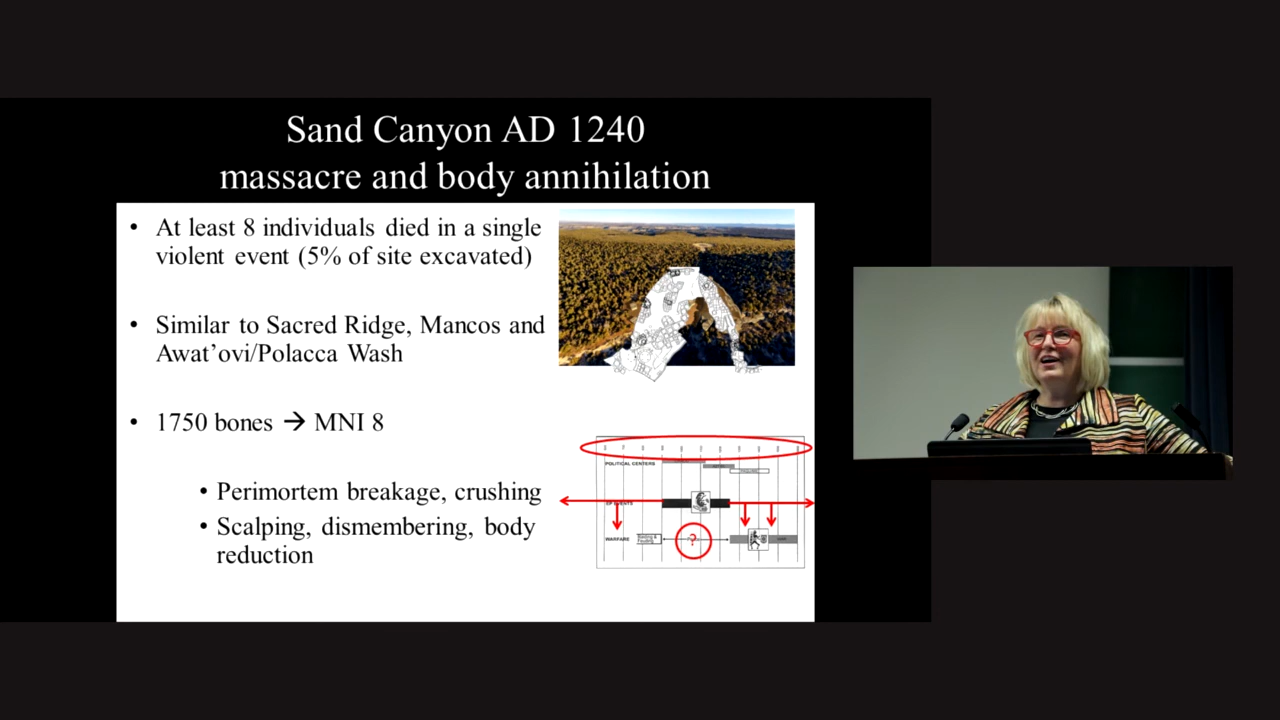 Sand Canyon AD 1240
massacre and body annihilation
• At least 8 individuals died in a single
violent event (5% of site excavated)
• Similar to Sacred Ridge, Mancos and
Awat’ovi/Polacca Wash
• 1750 bones → MNI 8
• Perimortem breakage, crushing
• Scalping, dismembering, body
reduction
POLITICAL CENTERS
EVENTS
WARFARE
?